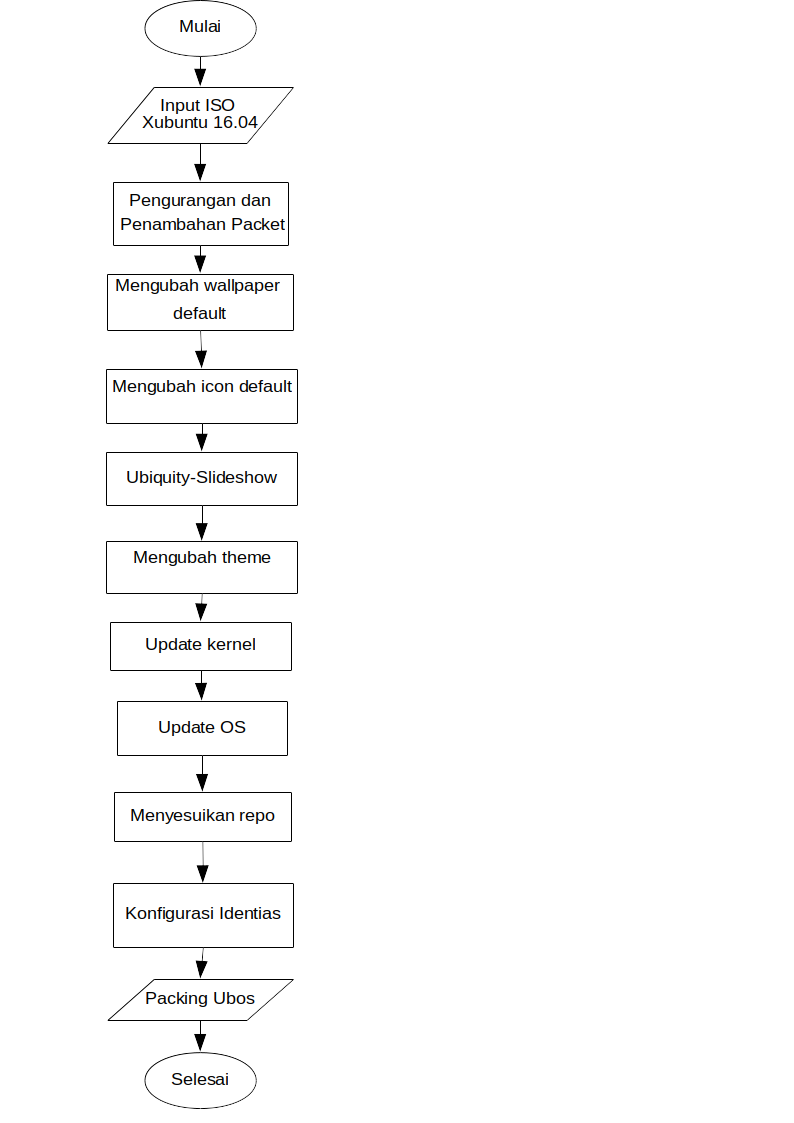 Mulai
Input ISO
Xubuntu 16.04
Pengurangan dan
Penambahan Packet
Mengubah wallpaper
default
Mengubah icon default
Ubiquity-Slideshow
Mengubah theme
Update kernel
Update OS
Menyesuikan repo
Konfigurasi Identias
Packing Ubos
Selesai